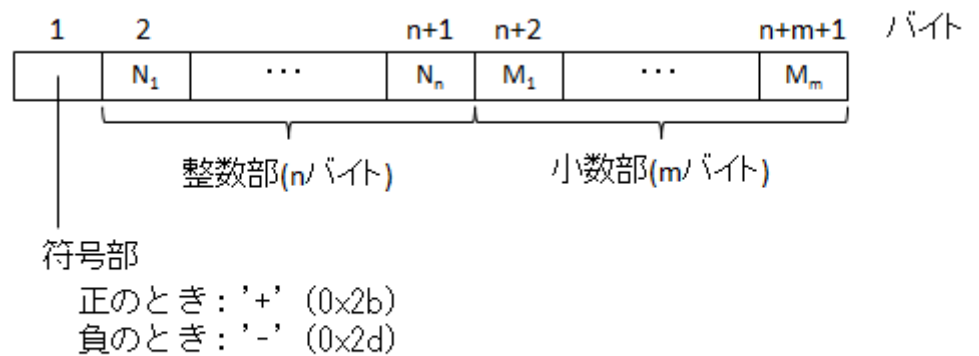 1 2 n+1 n+2 n+m+1 バイト
N1 ・・・ Nn M1 ・・・ Mm
整数部(nバイト) 小数部(mバイト)
符号部
正のとき：'+' (0x2b)
負のとき：'-' (0x2d)